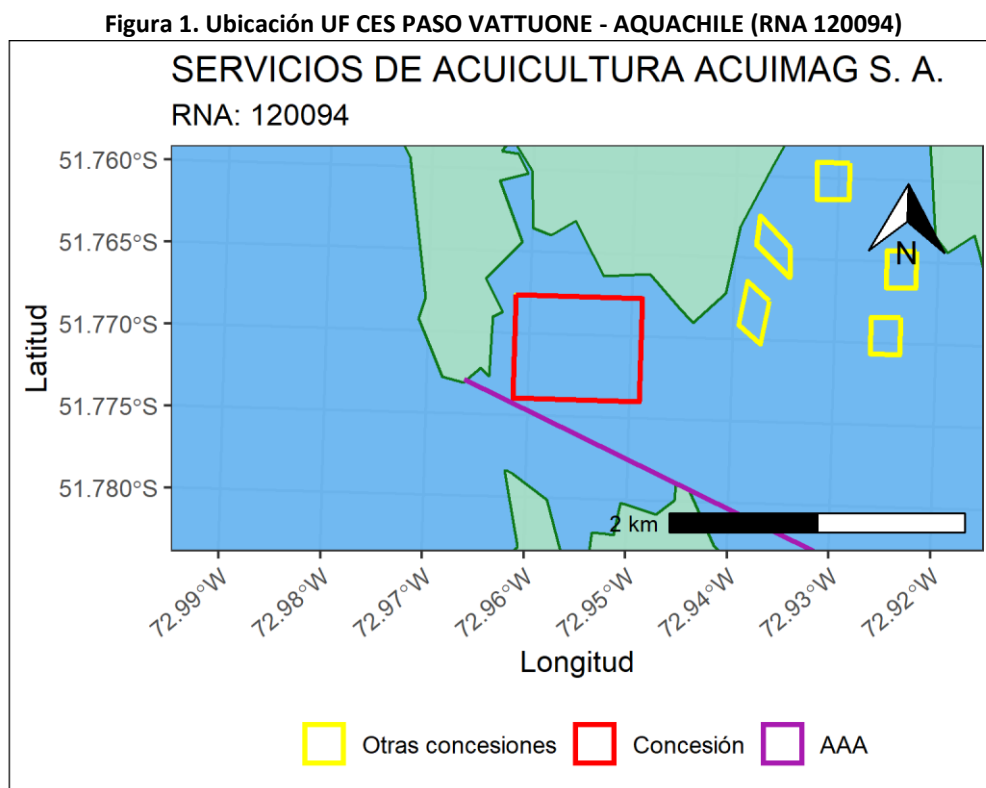 Figura 1. Ubicación UF CES PASO VATTUONE - AQUACHILE (RNA 120094)
SERVICIOS DE ACUICULTURA ACUIMAG S. A.
RNA: 120094
51.760°S
51.765°S
51.770°S
51.775°S
51.780°S
Latitud
N
2 km
72.99°W
72.98°W
72.97°W
72.96°W
72.95°W
72.94°W
72.93°W
72.92°W
Longitud
Otras concesiones Concesión AAA